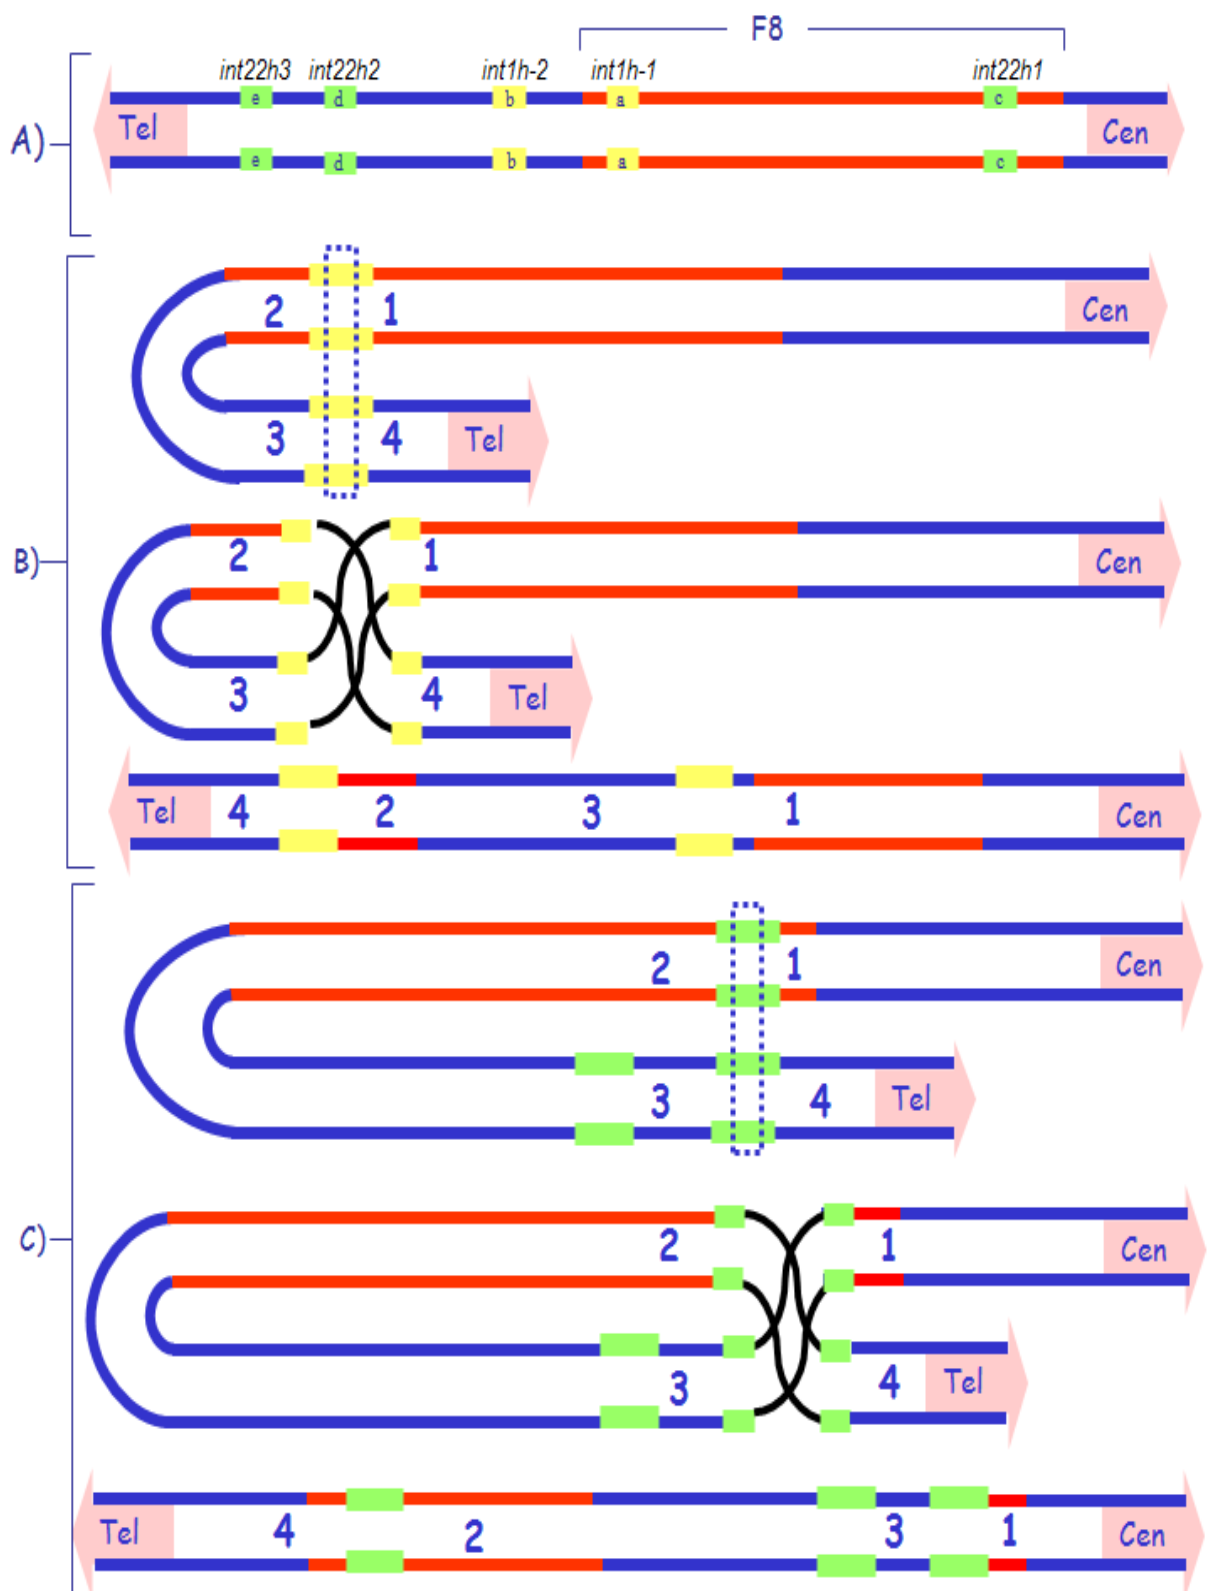 F8
int22h3 int22h2 int1h-2 int1h-1 int22h1
A)
e d b a c
Tel Cen
e d b a c
2 1 Cen
3 4 Tel
B)
2 1 Cen
3 4 Tel
Tel 4 2 3 1 Cen
C)
2 1 Cen
3 4 Tel
2 1 Cen
3 4 Tel
Tel 4 2 3 1 Cen